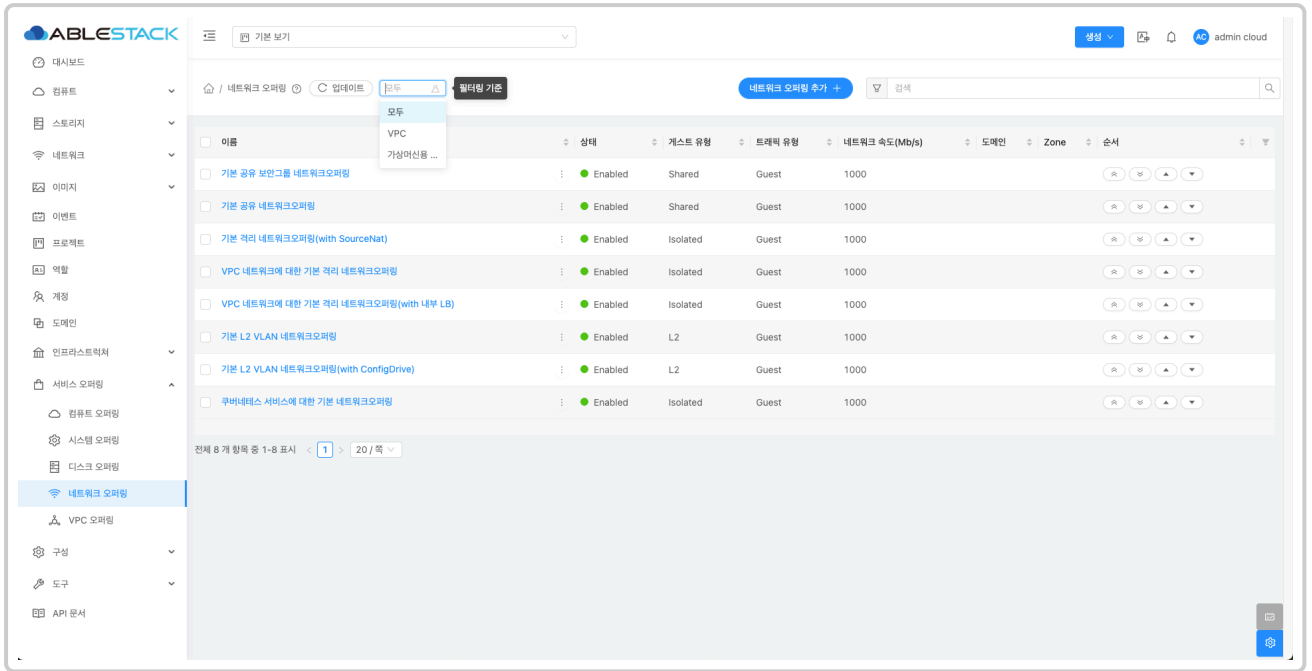 ABLESTACK
기본 보기
생성
AC admin cloud
대시보드
컴퓨트
스토리지
네트워크
이미지
이벤트
프로젝트
역할
계정
도메인
인프라스트럭쳐
서비스 오퍼링
컴퓨트 오퍼링
시스템 오퍼링
디스크 오퍼링
네트워크 오퍼링
VPC 오퍼링
구성
도구
API 문서
/ 네트워크 오퍼링 업데이트 모두 필터링 기준
네트워크 오퍼링 추가 + 검색
모두
VPC
가상머신용 ...
이름 상태 게스트 유형 트래픽 유형 네트워크 속도(Mb/s) 도메인 Zone 순서
기본 공유 보안그룹 네트워크오퍼링 Enabled Shared Guest 1000
기본 공유 네트워크오퍼링 Enabled Shared Guest 1000
기본 격리 네트워크오퍼링(with SourceNat) Enabled Isolated Guest 1000
VPC 네트워크에 대한 기본 격리 네트워크오퍼링 Enabled Isolated Guest 1000
VPC 네트워크에 대한 기본 격리 네트워크오퍼링(with 내부 LB) Enabled Isolated Guest 1000
기본 L2 VLAN 네트워크오퍼링 Enabled L2 Guest 1000
기본 L2 VLAN 네트워크오퍼링(with ConfigDrive) Enabled L2 Guest 1000
쿠버네테스 서비스에 대한 기본 네트워크오퍼링 Enabled Isolated Guest 1000
전체 8 개 항목 중 1-8 표시 < 1 > 20 / 쪽